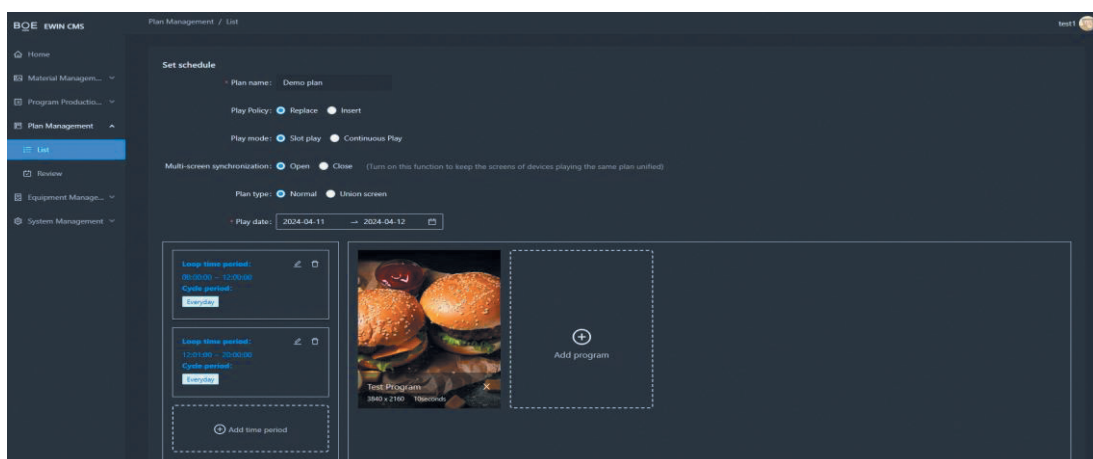 BOE EWIN CMS
Plan Management / List
test1
Home
Material Managem...
Program Productio...
Plan Management
List
Review
Equipment Manage...
System Management
Set schedule
* Plan name: Demo plan
Play Policy: Replace Insert
Play mode: Slot play Continuous Play
Multi-screen synchronization: Open Close (Turn on this function to keep the screens of devices playing the same plan unified)
Plan type: Normal Union screen
* Play date: 2024-04-11 → 2024-04-12
Loop time period:
00:00:00 ~ 12:00:00
Cycle period:
Everyday
Loop time period:
12:01:00 ~ 20:00:00
Cycle period:
Everyday
Add time period
Test Program
3840 x 2160 10seconds
Add program